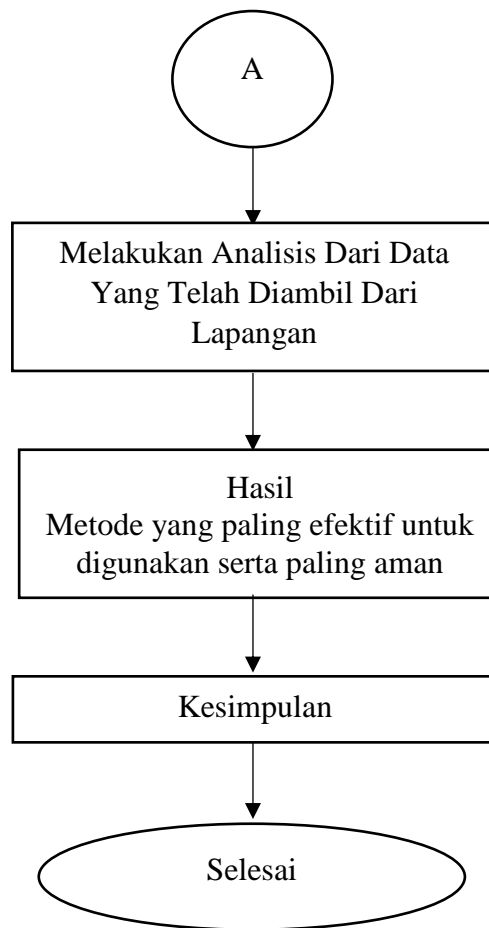 A
Melakukan Analisis Dari Data
Yang Telah Diambil Dari
Lapangan
Hasil
Metode yang paling efektif untuk
digunakan serta paling aman
Kesimpulan
Selesai